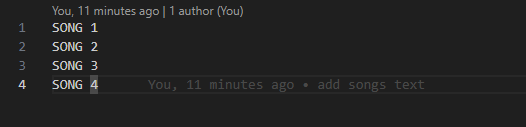 You, 11 minutes ago | 1 author (You)
1 SONG 1
2 SONG 2
3 SONG 3
4 SONG 4 You, 11 minutes ago • add songs text